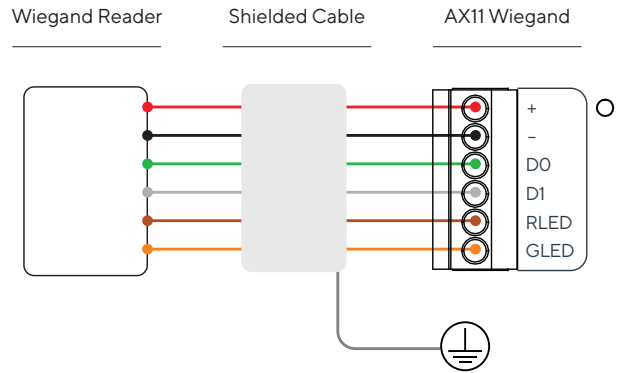 Wiegand Reader
Shielded Cable
AX11 Wiegand
+
–
D0
D1
RLED
GLED